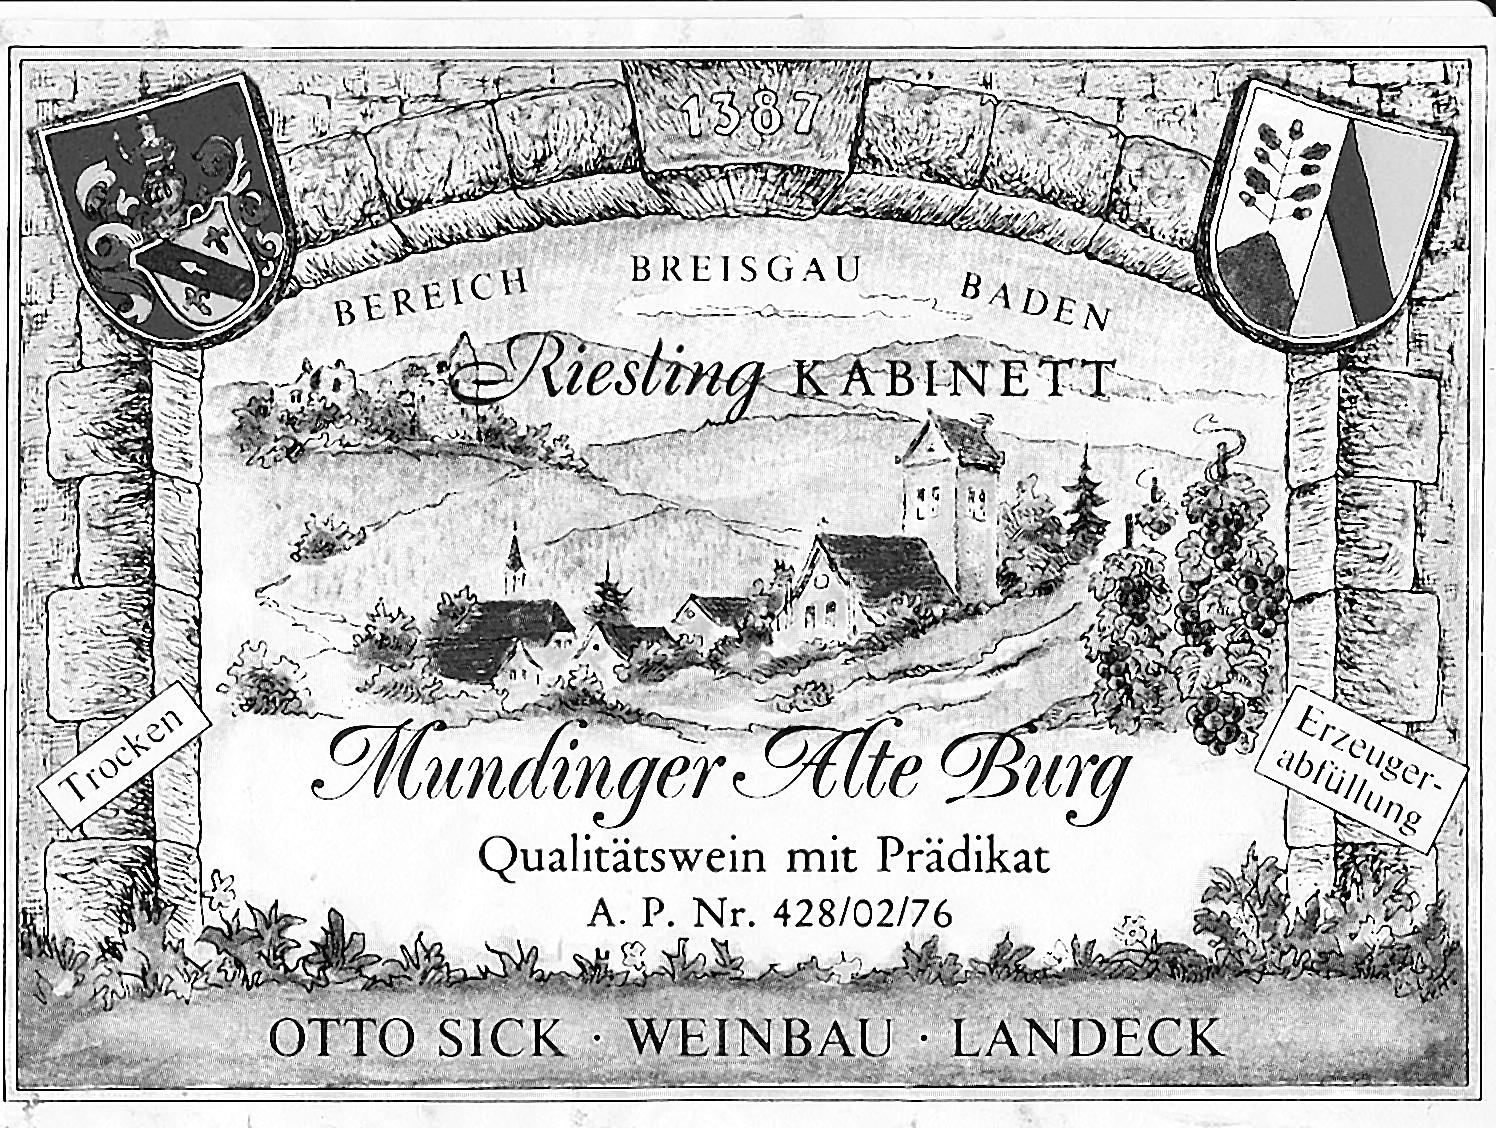 1387
BEREICH BREISGAU BADEN
Riesling KABINETT
Trocken
Erzeuger-
abfüllung
Mundinger Alte Burg
Qualitätswein mit Prädikat
A. P. Nr. 428/02/76
OTTO SICK · WEINBAU · LANDECK